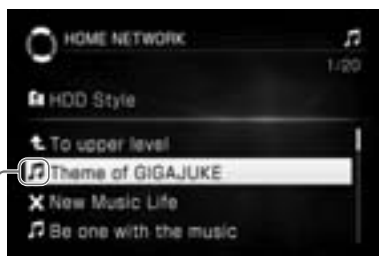 HOME NETWORK
1/20
HDD Style
To upper level
Theme of GIGAJUKE
New Music Life
Be one with the music